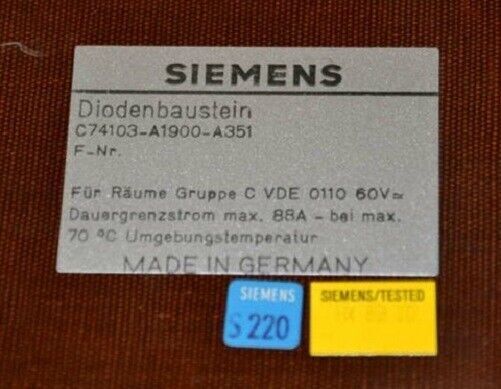 SIEMENS
Diodenbaustein
C74103-A1900-A351
F-Nr.
Für Räume Gruppe C VDE 0110 60V≂
Dauergrenzstrom max. 88A - bei max.
70 °C Umgebungstemperatur
MADE IN GERMANY
SIEMENS
S 220
SIEMENS/TESTED